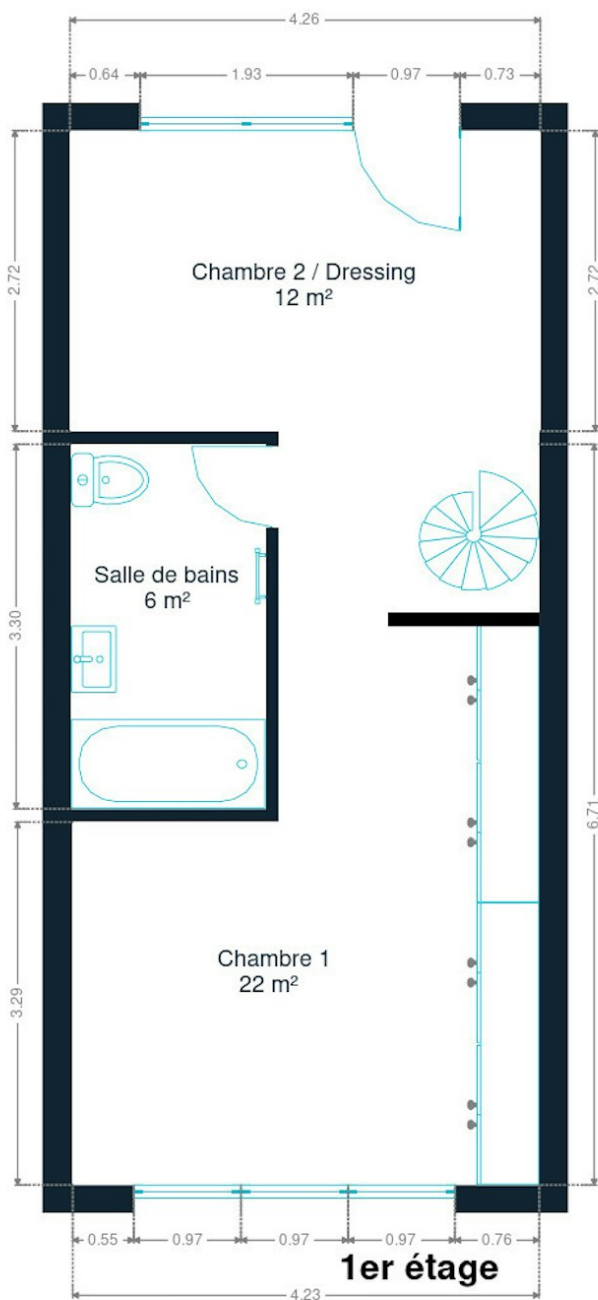 4.26
0.64 1.93 0.97 0.73
2.72 2.72
Chambre 2 / Dressing
12 m²
3.30
Salle de bains
6 m²
6.71
3.29
Chambre 1
22 m²
0.55 0.97 0.97 0.97 0.76
1er étage
4.23